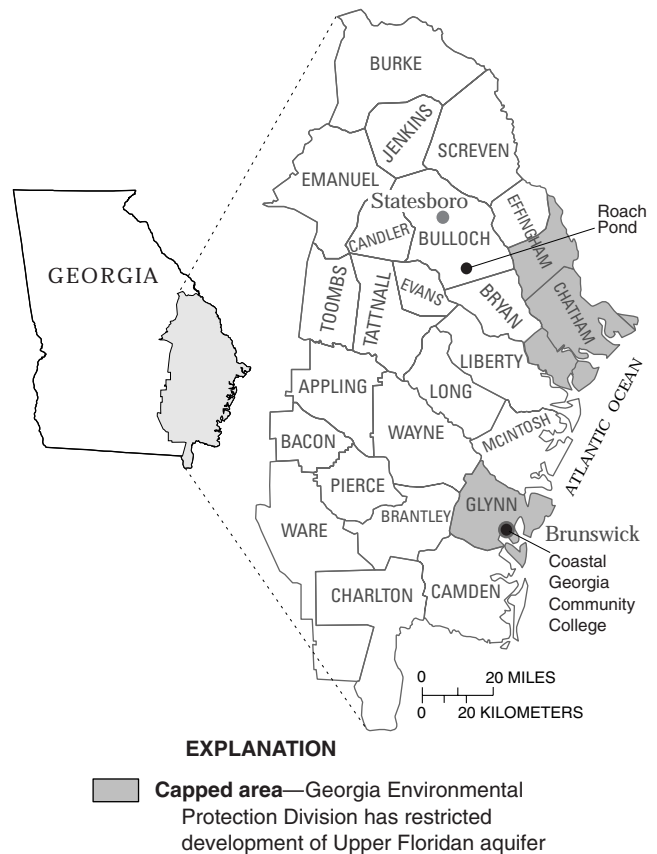 BURKE
JENKINS
SCREVEN
EMANUEL
Statesboro
EFFINGHAM
Roach
Pond
CANDLER
BULLOCH
GEORGIA
TOOMBS
TATTNALL
EVANS
BRYAN
CHATHAM
LIBERTY
APPLING
LONG
ATLANTIC OCEAN
BACON
WAYNE
MCINTOSH
PIERCE
GLYNN
WARE
BRANTLEY
Brunswick
Coastal
Georgia
Community
College
CHARLTON
CAMDEN
0 20 MILES
0 20 KILOMETERS
EXPLANATION
Capped area—Georgia Environmental
Protection Division has restricted
development of Upper Floridan aquifer